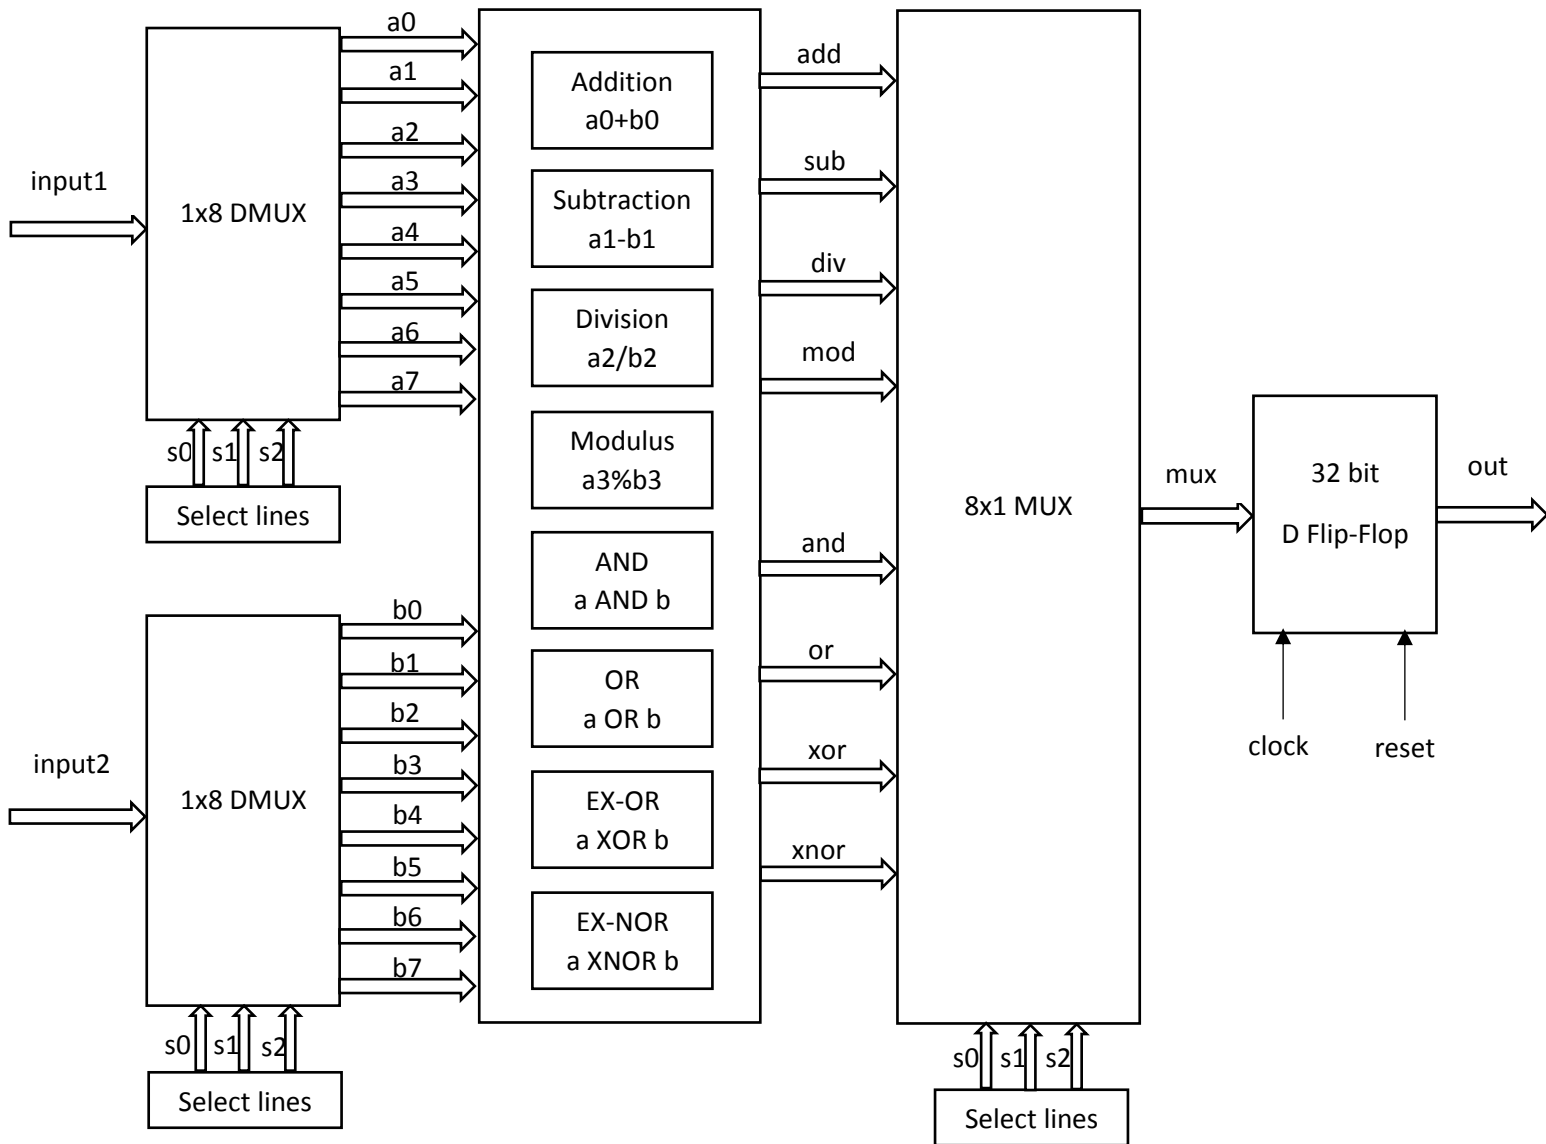 input1
1x8 DMUX
a0
a1
a2
a3
a4
a5
a6
a7
s0 s1 s2
Select lines
input2
1x8 DMUX
b0
b1
b2
b3
b4
b5
b6
b7
s0 s1 s2
Select lines
Addition
a0+b0
Subtraction
a1-b1
Division
a2/b2
Modulus
a3%b3
AND
a AND b
OR
a OR b
EX-OR
a XOR b
EX-NOR
a XNOR b
add
sub
div
mod
and
or
xor
xnor
8x1 MUX
s0 s1 s2
Select lines
mux
32 bit
D Flip-Flop
clock
reset
out